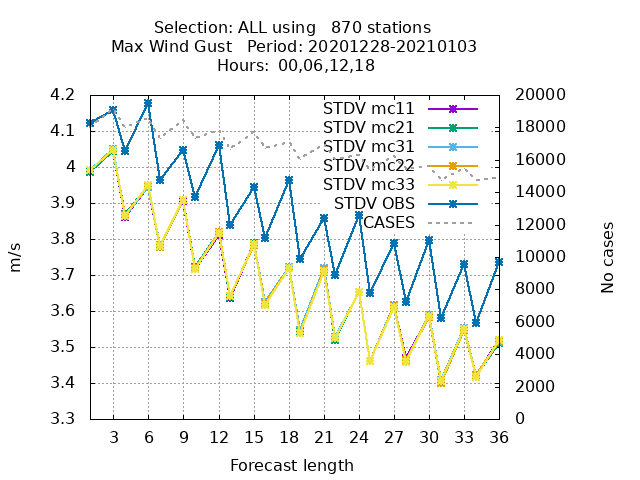 Selection: ALL using   870 stations
Max Wind Gust   Period: 20201228-20210103
Hours:  00,06,12,18
4.2
4.1
4
3.9
3.8
3.7
3.6
3.5
3.4
3.3
20000
18000
16000
14000
12000
10000
8000
6000
4000
2000
0
STDV mc11
STDV mc21
STDV mc31
STDV mc22
STDV mc33
STDV OBS
CASES
m/s
No cases
3 6 9 12 15 18 21 24 27 30 33 36
Forecast length